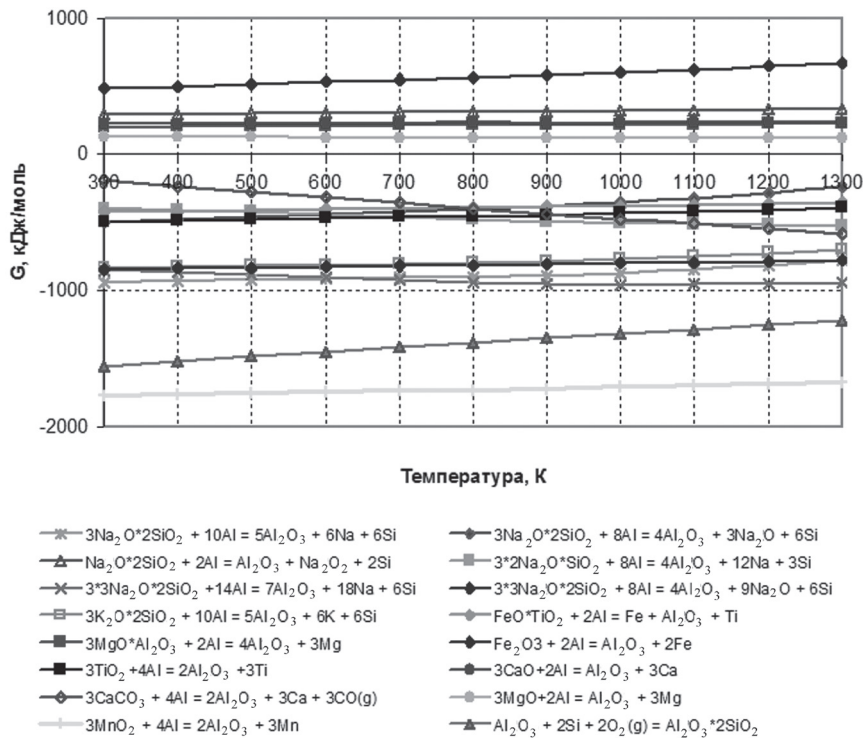 1000
0
-1000
-2000
G, кДж/моль
300 400 500 600 700 800 900 1000 1100 1200 1300
Температура, К
3Na₂O*2SiO₂ + 10Al = 5Al₂O₃ + 6Na + 6Si
3Na₂O*2SiO₂ + 8Al = 4Al₂O₃ + 3Na₂O + 6Si
Na₂O*2SiO₂ + 2Al = Al₂O₃ + Na₂O₂ + 2Si
3*2Na₂O*SiO₂ + 8Al = 4Al₂O₃ + 12Na + 3Si
3*3Na₂O*2SiO₂ +14Al = 7Al₂O₃ + 18Na + 6Si
3*3Na₂O*2SiO₂ + 8Al = 4Al₂O₃ + 9Na₂O + 6Si
3K₂O*2SiO₂ + 10Al = 5Al₂O₃ + 6K + 6Si
FeO*TiO₂ + 2Al = Fe + Al₂O₃ + Ti
3MgO*Al₂O₃ + 2Al = 4Al₂O₃ + 3Mg
Fe₂O3 + 2Al = Al₂O₃ + 2Fe
3TiO₂ +4Al = 2Al₂O₃ +3Ti
3CaO+2Al = Al₂O₃ + 3Ca
3CaCO₃ + 4Al = 2Al₂O₃ + 3Ca + 3CO(g)
3MgO+2Al = Al₂O₃ + 3Mg
3MnO₂ + 4Al = 2Al₂O₃ + 3Mn
Al₂O₃ + 2Si + 2O₂(g) = Al₂O₃*2SiO₂